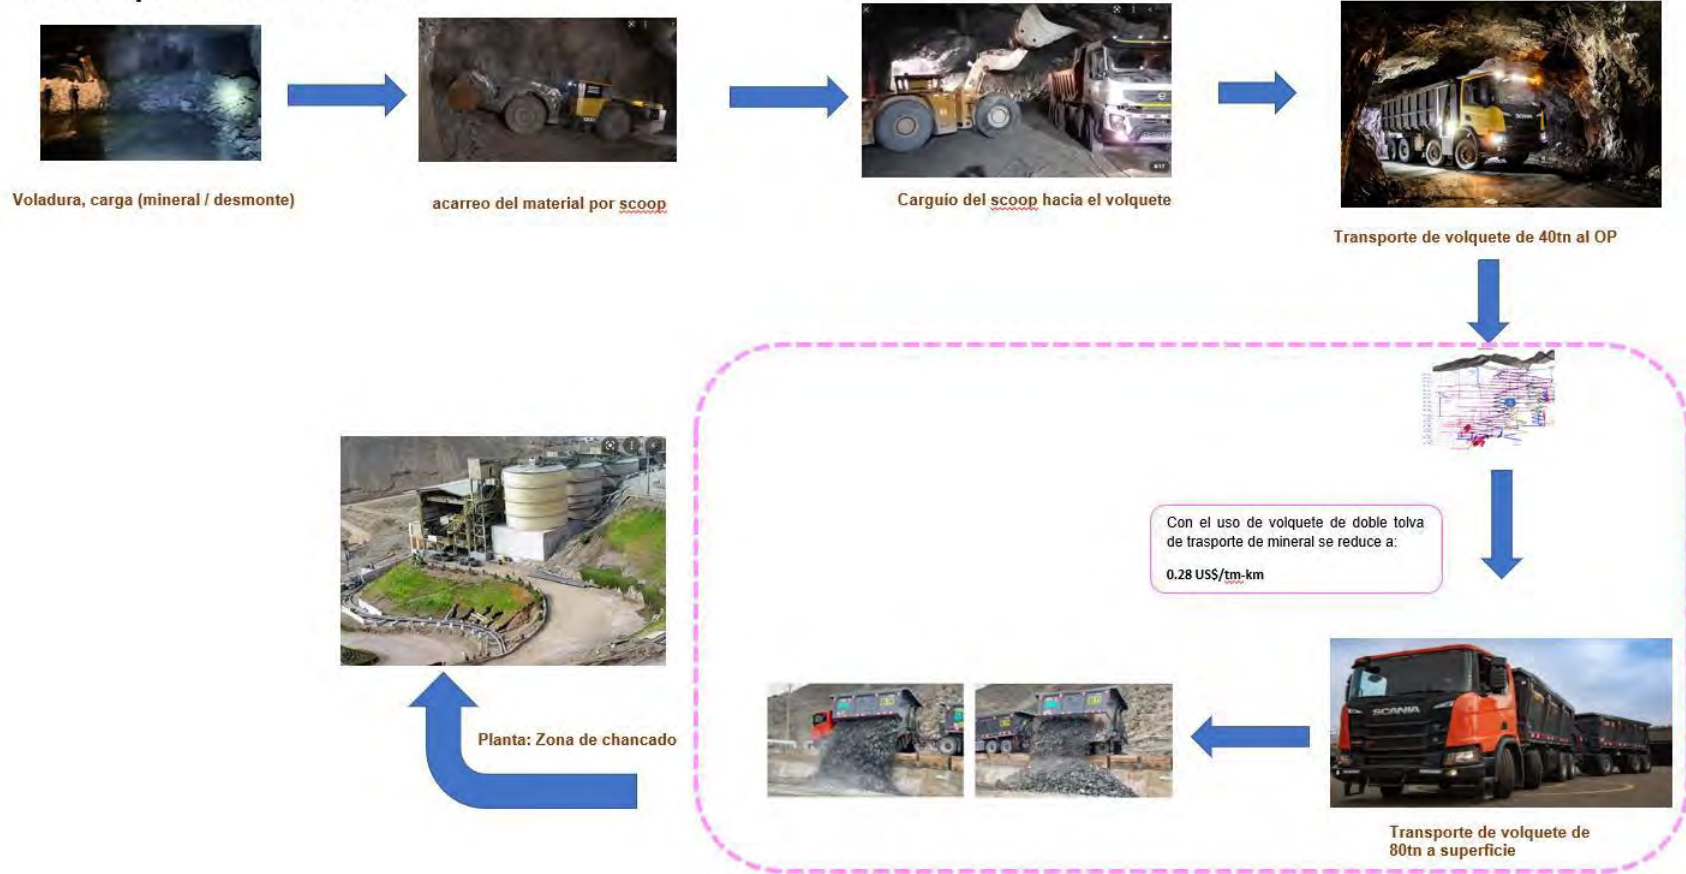 Voladura, carga (mineral / desmonte)
acarreo del material por scoop
Carguío del scoop hacia el volquete
Transporte de volquete de 40tn al OP
Con el uso de volquete de doble tolva
de trasporte de mineral se reduce a:
0.28 US$/tm-km
SCANIA
Planta: Zona de chancado
Transporte de volquete de
80tn a superficie